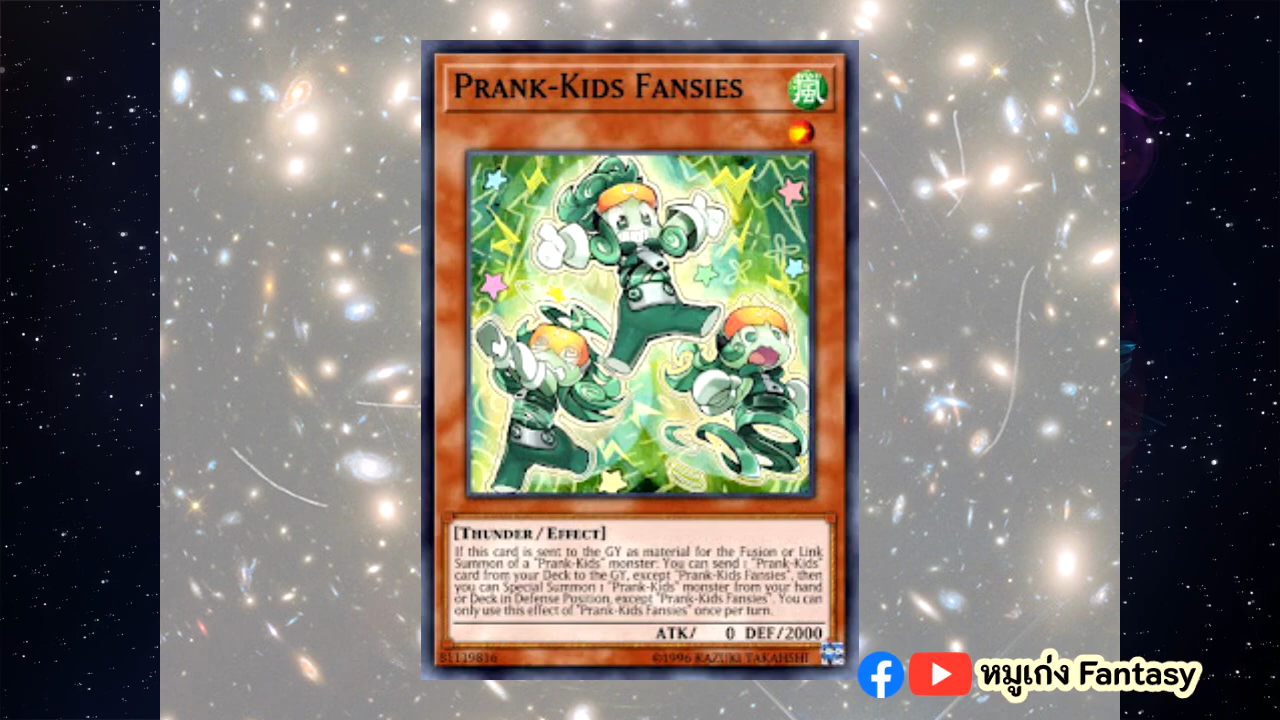 PRANK-KIDS FANSIES
嵐
[THUNDER / EFFECT]
If this card is sent to the GY as material for the Fusion or Link
Summon of a "Prank-Kids" monster: You can send 1 "Prank-Kids"
card from your Deck to the GY, except "Prank-Kids Fansies", then
you can Special Summon 1 "Prank-Kids" monster from your hand
or Deck in Defense Position, except "Prank-Kids Fansies". You can
only use this effect of "Prank-Kids Fansies" once per turn.
ATK/ 0 DEF/2000
81119816 ©1996 KAZUKI TAKAHSHI
หมูเก่ง Fantasy